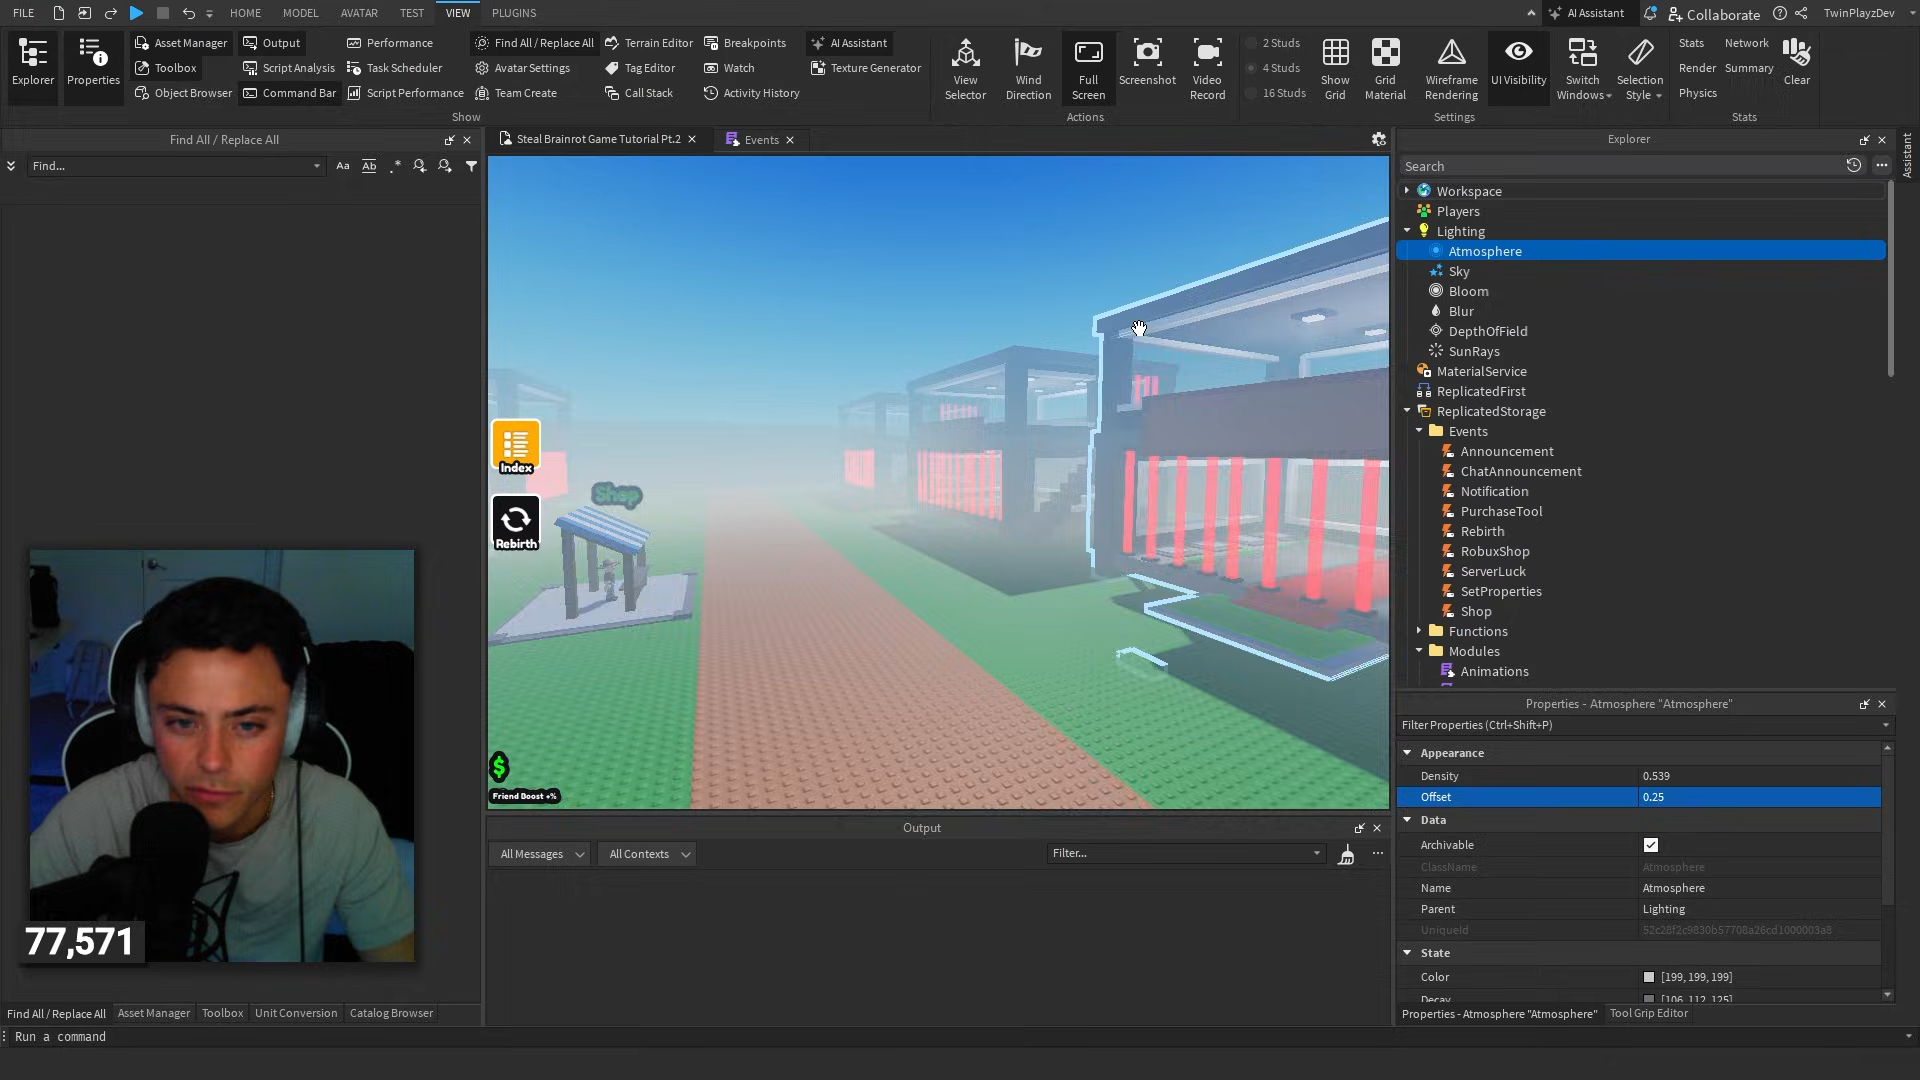 FILE HOME MODEL AVATAR TEST VIEW PLUGINS AI Assistant Collaborate TwinPlayzDev
Explorer
Properties
Asset Manager
Toolbox
Object Browser
Output
Script Analysis
Command Bar
Performance
Task Scheduler
Script Performance
Find All / Replace All
Avatar Settings
Team Create
Terrain Editor
Tag Editor
Call Stack
Breakpoints
Watch
Activity History
AI Assistant
Texture Generator
Show
View Selector
Wind Direction
Full Screen
Screenshot
Video Record
Actions
2 Studs
4 Studs
16 Studs
Show Grid
Grid Material
Wireframe Rendering
UI Visibility
Switch Windows
Selection Style
Settings
Stats Network
Render Summary
Physics
Clear
Stats
Find All / Replace All
Find...
Aa
Ab
Steal Brainrot Game Tutorial Pt.2
Events
Shop
Index
Rebirth
$
Friend Boost +%
Output
All Messages
All Contexts
Filter...
77,571
Find All / Replace All Asset Manager Toolbox Unit Conversion Catalog Browser
Run a command
Explorer
Assistant
Search
Workspace
Players
Lighting
Atmosphere
Sky
Bloom
Blur
DepthOfField
SunRays
MaterialService
ReplicatedFirst
ReplicatedStorage
Events
Announcement
ChatAnnouncement
Notification
PurchaseTool
Rebirth
RobuxShop
ServerLuck
SetProperties
Shop
Functions
Modules
Animations
Properties - Atmosphere "Atmosphere"
Filter Properties (Ctrl+Shift+P)
Appearance
Density 0.539
Offset 0.25
Data
Archivable
ClassName Atmosphere
Name Atmosphere
Parent Lighting
UniqueId 52c28f2c9830b57708a26cd1000003a8
State
Color [199, 199, 199]
Decay [106, 112, 125]
Properties - Atmosphere "Atmosphere" Tool Grip Editor